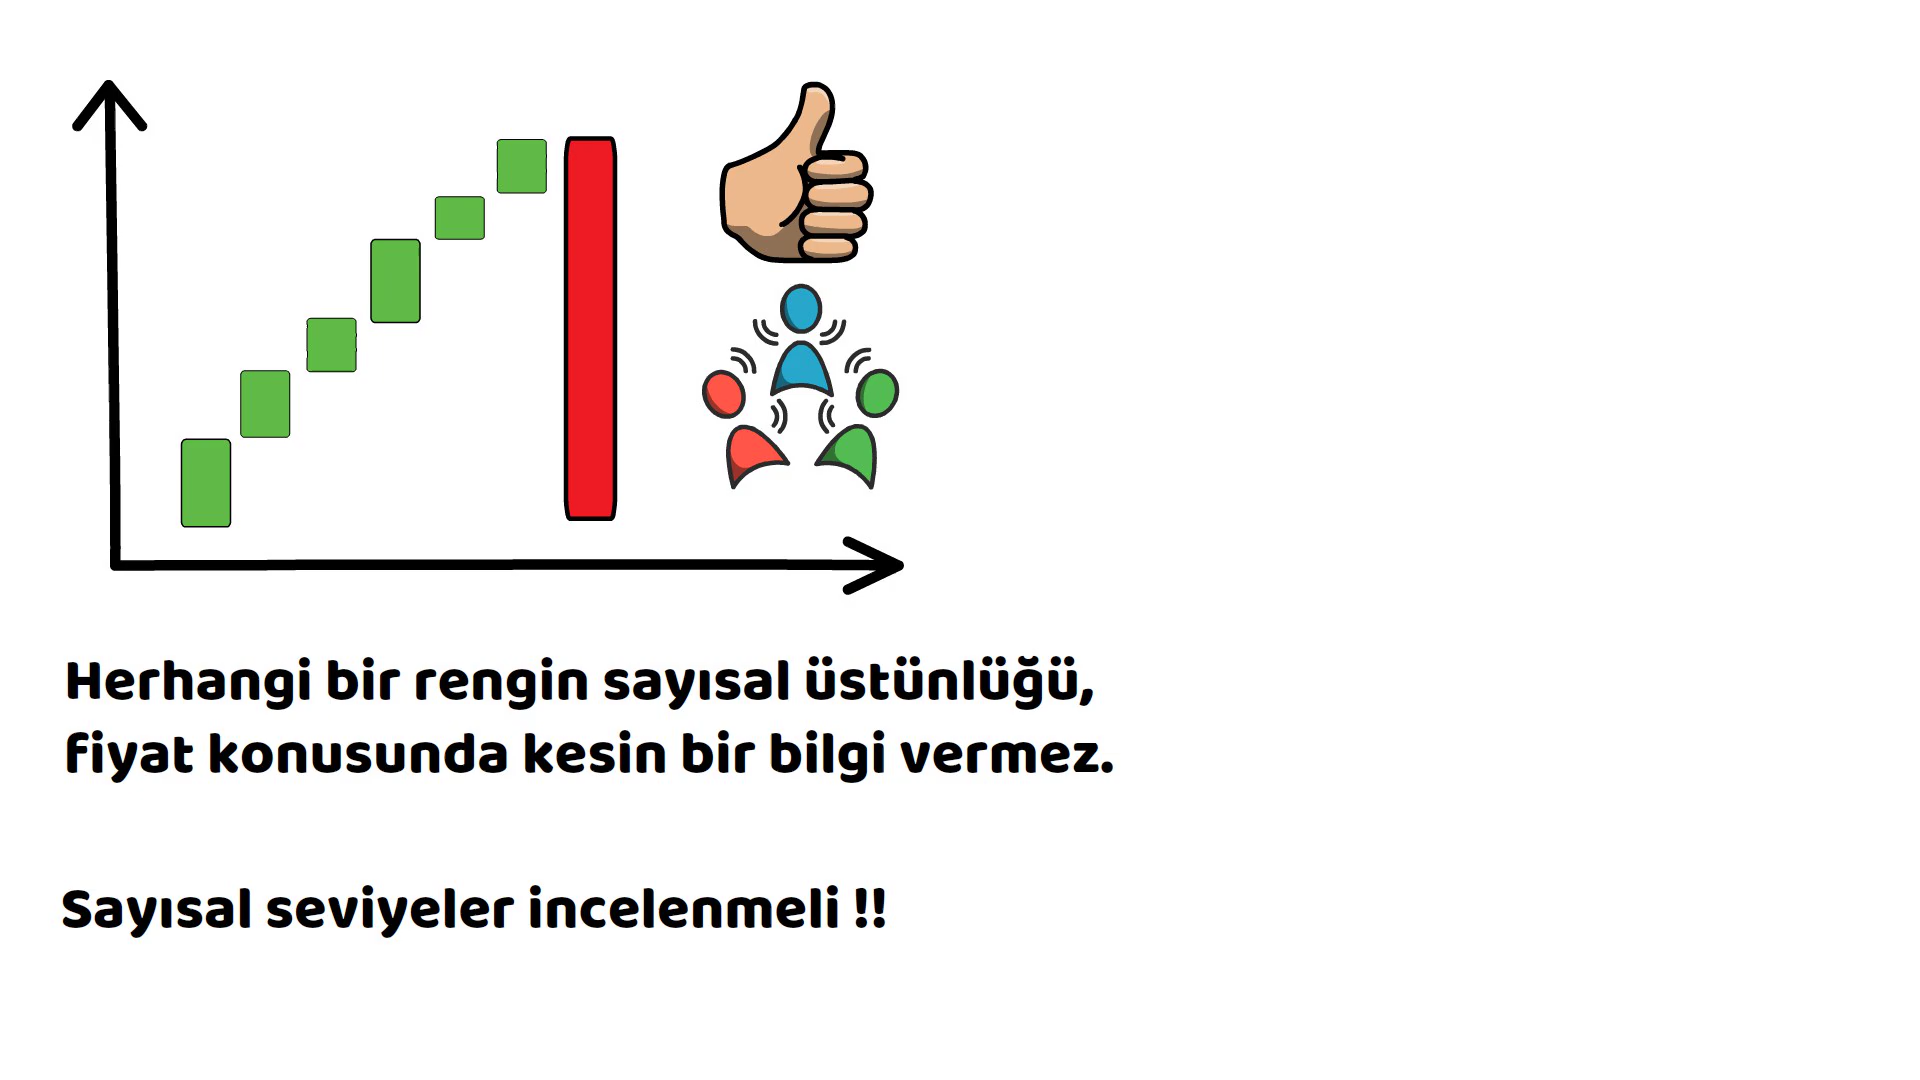 Herhangi bir rengin sayısal üstünlüğü,
fiyat konusunda kesin bir bilgi vermez.
Sayısal seviyeler incelenmeli !!